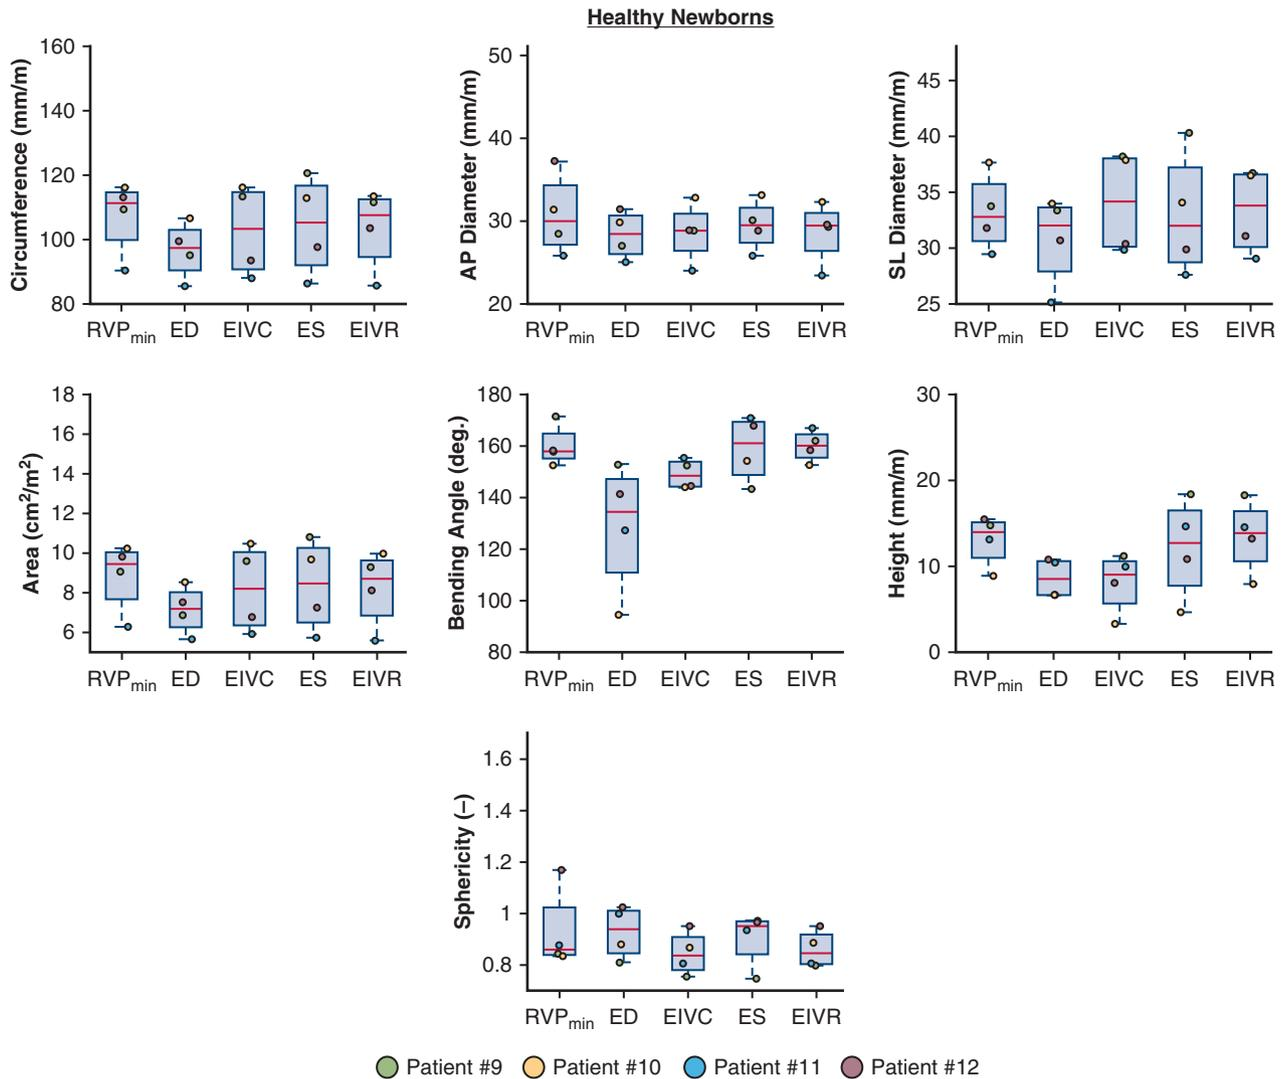 Healthy Newborns
Circumference (mm/m)
160
140
120
100
80
RVPmin ED EIVC ES EIVR
AP Diameter (mm/m)
50
40
30
20
RVPmin ED EIVC ES EIVR
SL Diameter (mm/m)
45
40
35
30
25
RVPmin ED EIVC ES EIVR
Area (cm²/m²)
18
16
14
12
10
8
6
RVPmin ED EIVC ES EIVR
Bending Angle (deg.)
180
160
140
120
100
80
RVPmin ED EIVC ES EIVR
Height (mm/m)
30
20
10
0
RVPmin ED EIVC ES EIVR
Sphericity (–)
1.6
1.4
1.2
1
0.8
RVPmin ED EIVC ES EIVR
Patient #9 Patient #10 Patient #11 Patient #12